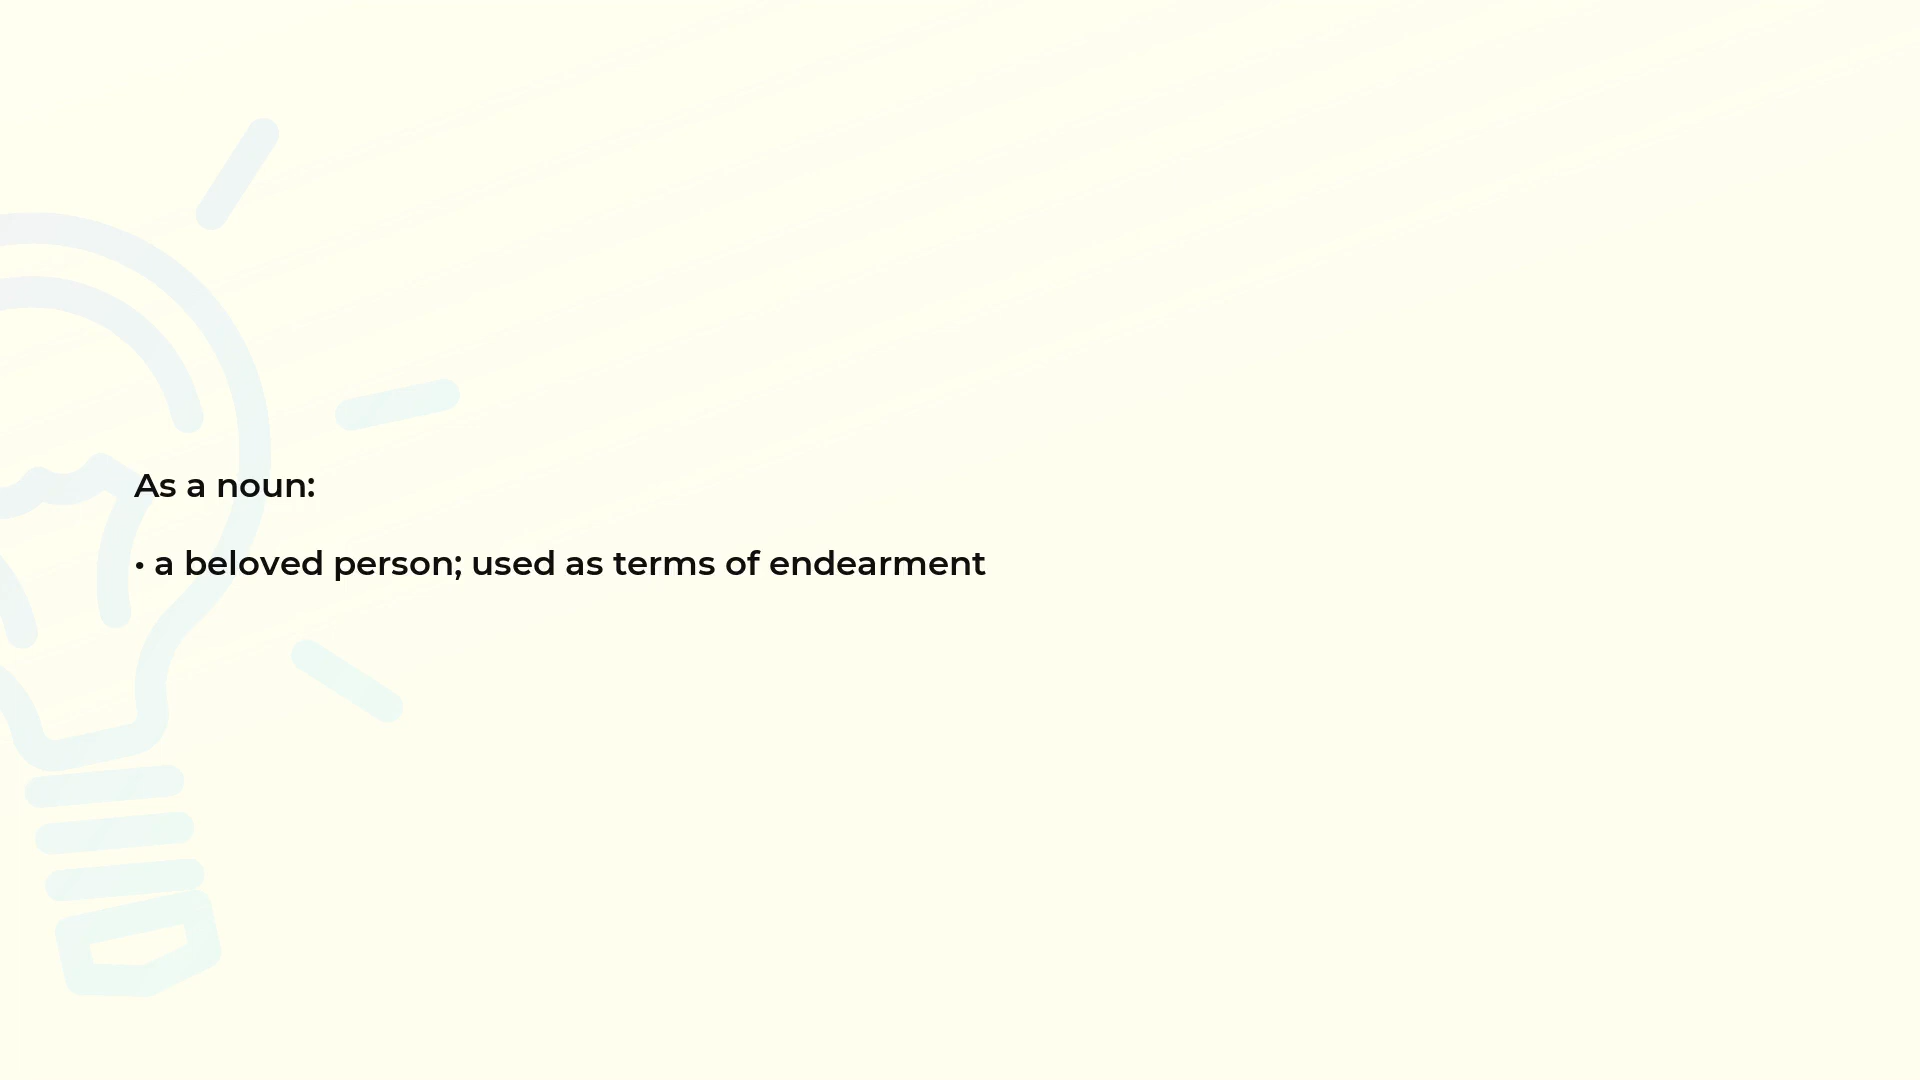 As a noun:
• a beloved person; used as terms of endearment